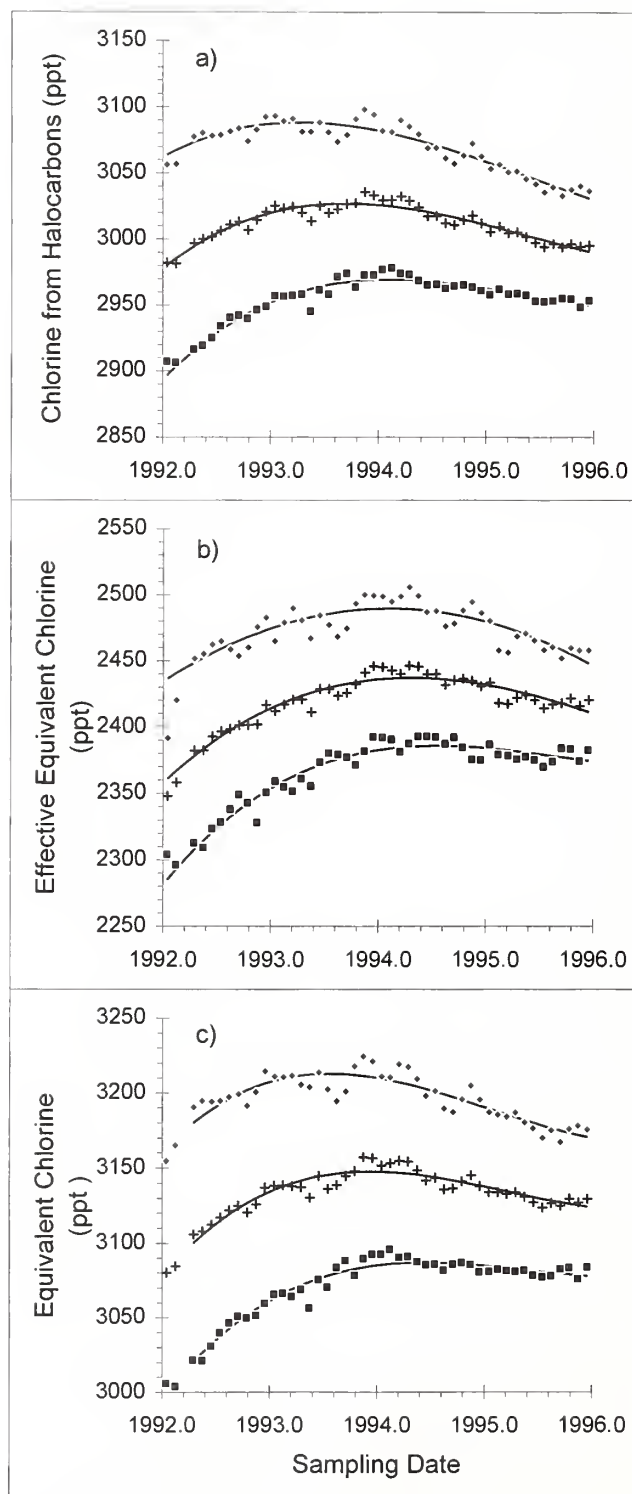 a)
Chlorine from Halocarbons (ppt)
3150
3100
3050
3000
2950
2900
2850
1992.0 1993.0 1994.0 1995.0 1996.0
b)
Effective Equivalent Chlorine
(ppt)
2550
2500
2450
2400
2350
2300
2250
1992.0 1993.0 1994.0 1995.0 1996.0
c)
Equivalent Chlorine
(ppt )
3250
3200
3150
3100
3050
3000
1992.0 1993.0 1994.0 1995.0 1996.0
Sampling Date